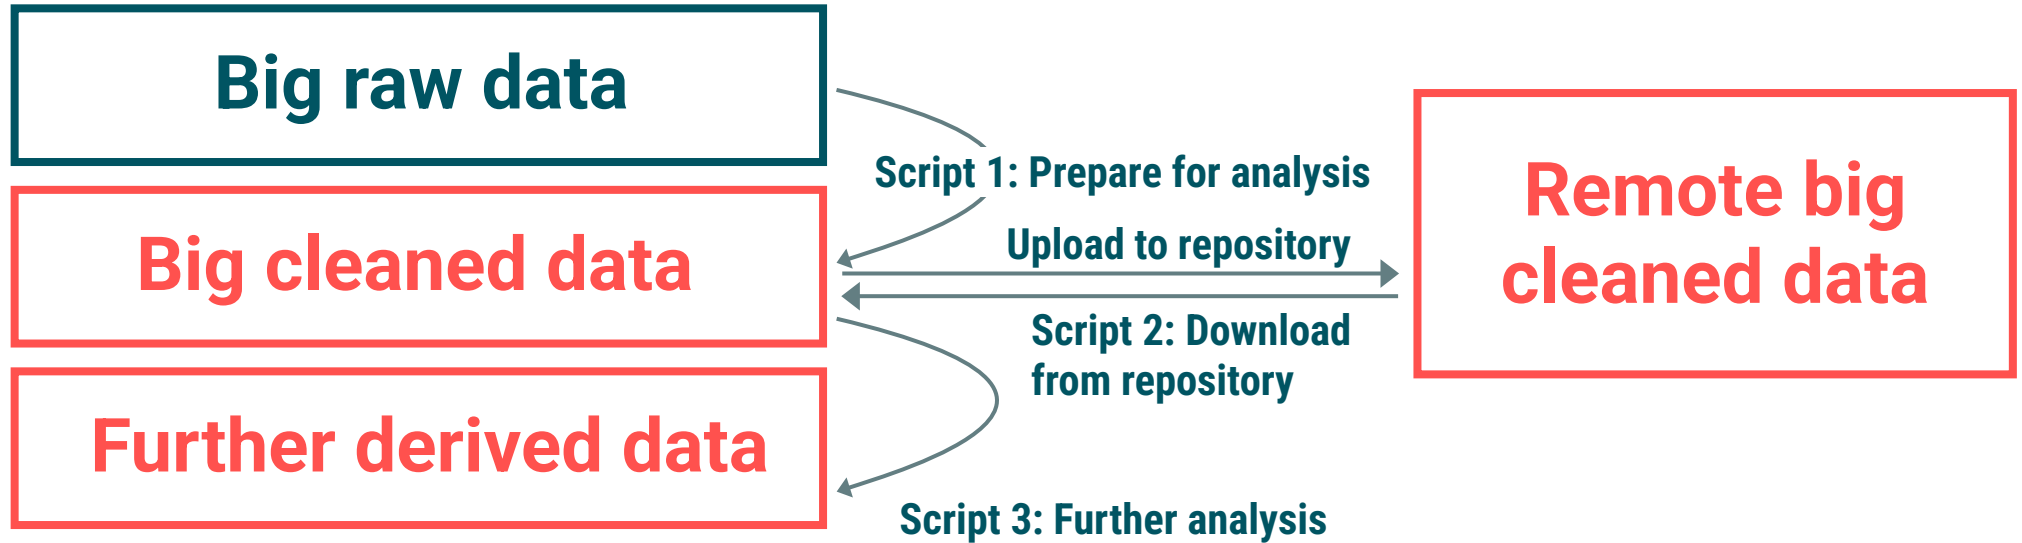 Big raw data
Script 1: Prepare for analysis
Big cleaned data
Upload to repository
Remote big
cleaned data
Script 2: Download
from repository
Further derived data
Script 3: Further analysis